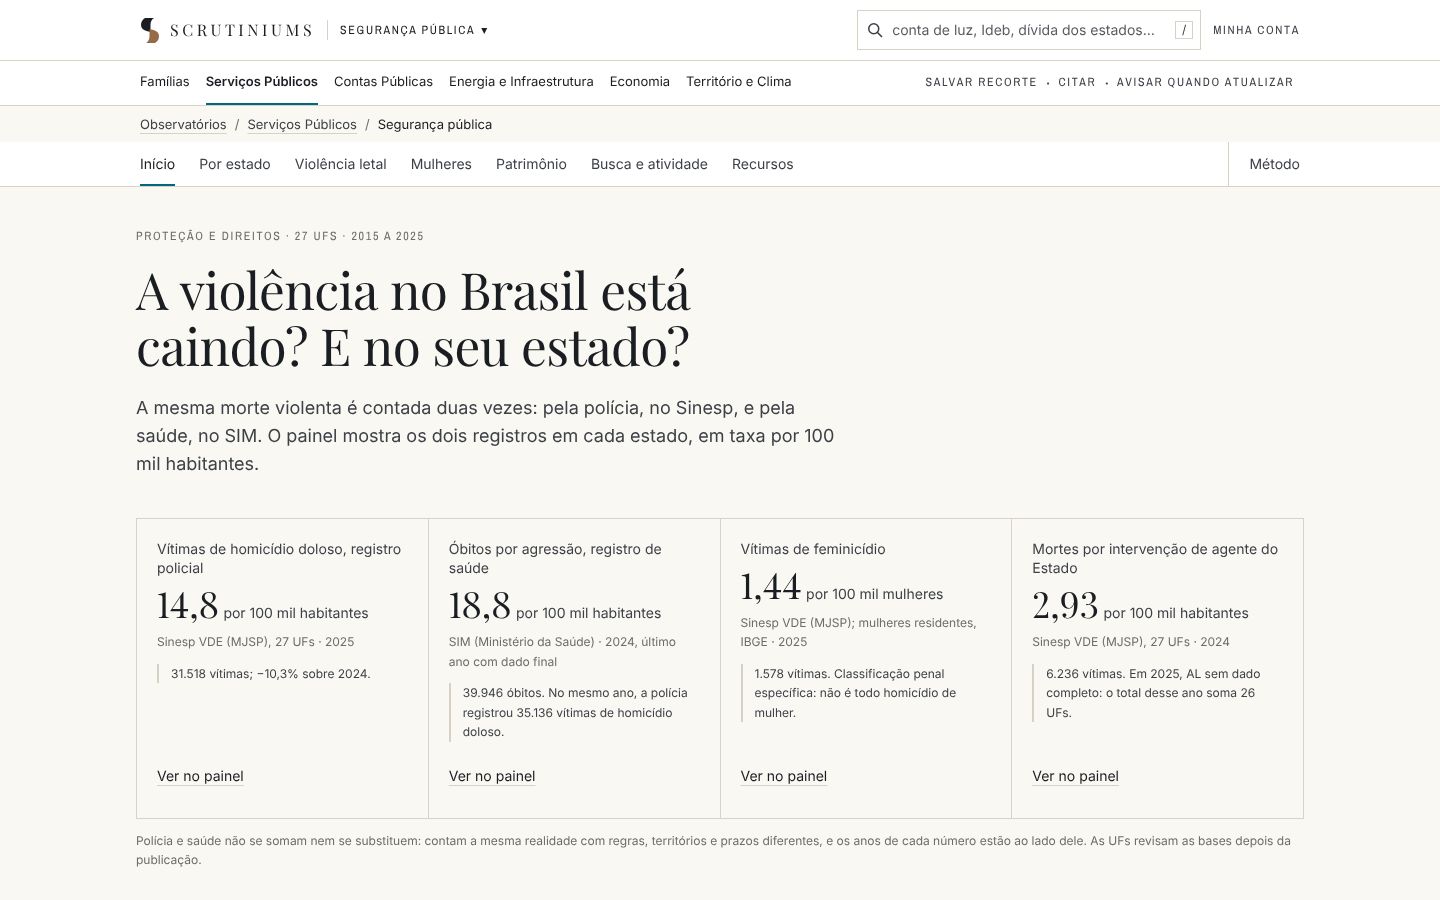 SCRUTINIUMS
SEGURANÇA PÚBLICA ▾
conta de luz, Ideb, dívida dos estados...
/
MINHA CONTA
Famílias
Serviços Públicos
Contas Públicas
Energia e Infraestrutura
Economia
Território e Clima
SALVAR RECORTE · CITAR · AVISAR QUANDO ATUALIZAR
Observatórios / Serviços Públicos / Segurança pública
Início
Por estado
Violência letal
Mulheres
Patrimônio
Busca e atividade
Recursos
Método
PROTEÇÃO E DIREITOS · 27 UFS · 2015 A 2025
A violência no Brasil está
caindo? E no seu estado?
A mesma morte violenta é contada duas vezes: pela polícia, no Sinesp, e pela
saúde, no SIM. O painel mostra os dois registros em cada estado, em taxa por 100
mil habitantes.
Vítimas de homicídio doloso, registro
policial
14,8 por 100 mil habitantes
Sinesp VDE (MJSP), 27 UFs · 2025
31.518 vítimas; −10,3% sobre 2024.
Ver no painel
Óbitos por agressão, registro de
saúde
18,8 por 100 mil habitantes
SIM (Ministério da Saúde) · 2024, último
ano com dado final
39.946 óbitos. No mesmo ano, a polícia
registrou 35.136 vítimas de homicídio
doloso.
Ver no painel
Vítimas de feminicídio
1,44 por 100 mil mulheres
Sinesp VDE (MJSP); mulheres residentes,
IBGE · 2025
1.578 vítimas. Classificação penal
específica: não é todo homicídio de
mulher.
Ver no painel
Mortes por intervenção de agente do
Estado
2,93 por 100 mil habitantes
Sinesp VDE (MJSP), 27 UFs · 2024
6.236 vítimas. Em 2025, AL sem dado
completo: o total desse ano soma 26
UFs.
Ver no painel
Polícia e saúde não se somam nem se substituem: contam a mesma realidade com regras, territórios e prazos diferentes, e os anos de cada número estão ao lado dele. As UFs revisam as bases depois da
publicação.